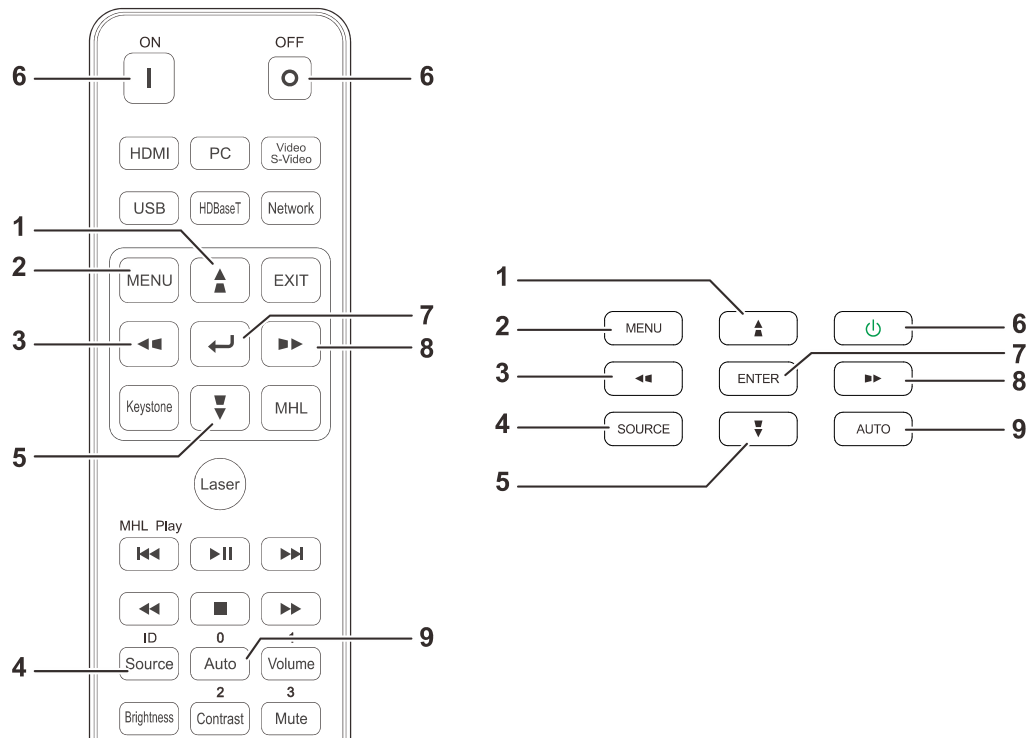 ON OFF
6 6
HDMI PC Video S-Video
USB HDBaseT Network
1
2 MENU EXIT
3 7
8
Keystone MHL
5
Laser
MHL Play
ID 0 1
4 Source Auto Volume 9
2 3
Brightness Contrast Mute
1
2 MENU 6
7
3 ENTER 8
4 SOURCE AUTO 9
5